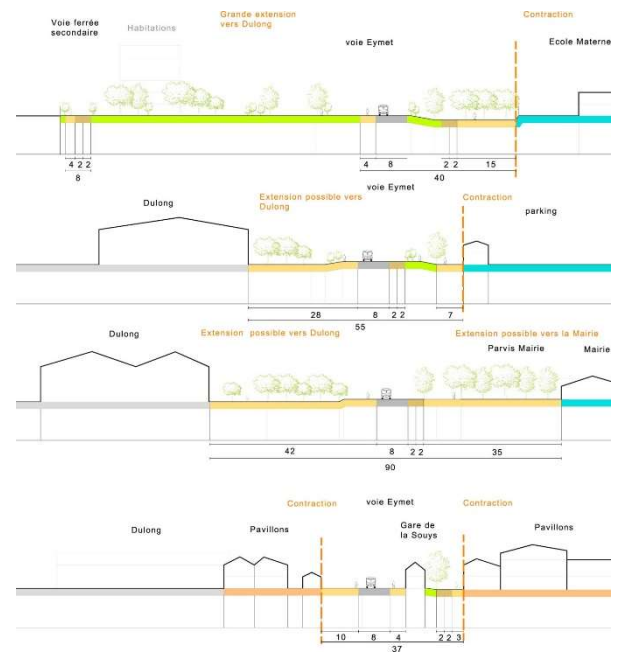 Voie ferrée
secondaire
Habitations
Grande extension
vers Dulong
voie Eymet
Contraction
Ecole Materne
4 2 2
8
4 8 15
2 2
40
voie Eymet
Dulong
Extension possible vers
Dulong
Contraction
parking
28 8 2 2 7
55
Dulong
Extension possible vers Dulong
Extension possible vers la Mairie
Parvis Mairie
Mairie
42 8 2 2 35
90
Contraction
voie Eymet
Contraction
Dulong
Pavillons
Gare de
la Souys
Pavillons
10 8 4 2 2 3
37